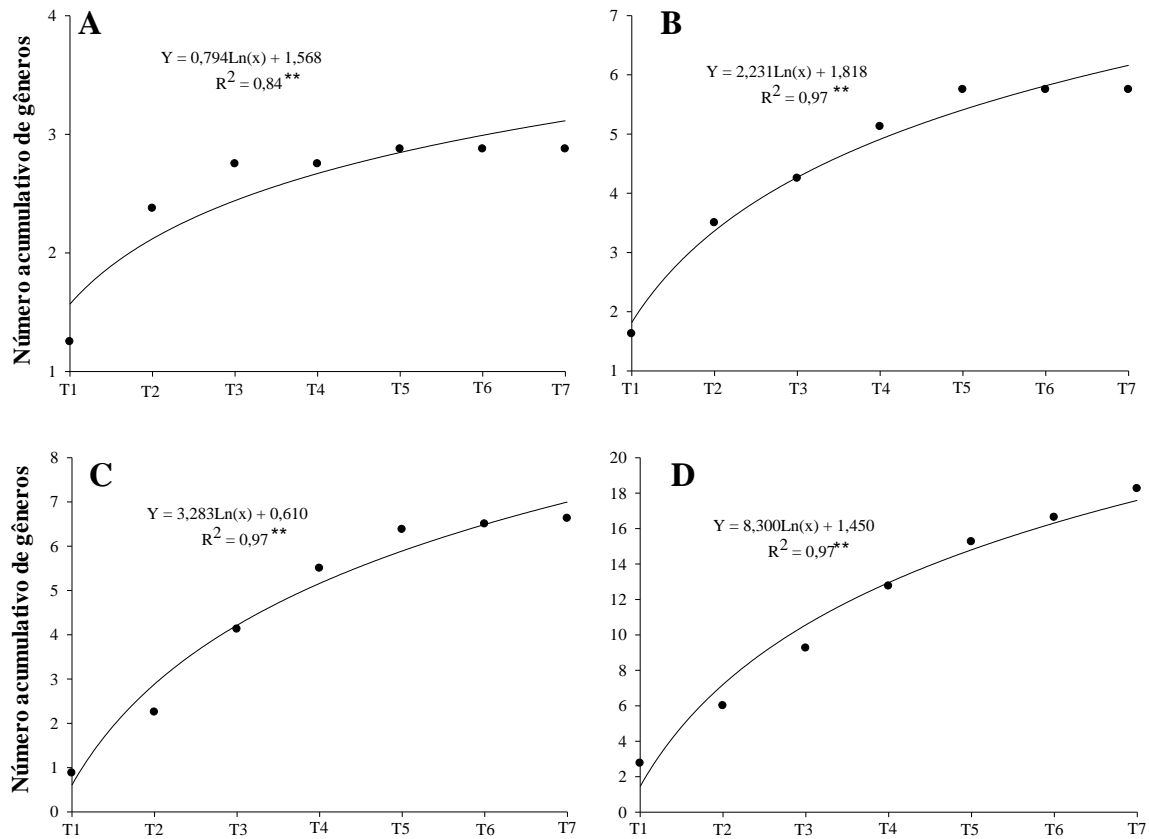 A
Y = 0,794Ln(x) + 1,568
R2 = 0,84**
Número acumulativo de gêneros
4
3
2
1
T1 T2 T3 T4 T5 T6 T7
B
Y = 2,231Ln(x) + 1,818
R2 = 0,97 **
7
6
5
4
3
2
1
T1 T2 T3 T4 T5 T6 T7
C
Y = 3,283Ln(x) + 0,610
R2 = 0,97 **
Número acumulativo de gêneros
8
7
6
5
4
3
2
1
0
T1 T2 T3 T4 T5 T6 T7
D
Y = 8,300Ln(x) + 1,450
R2 = 0,97**
20
18
16
14
12
10
8
6
4
2
0
T1 T2 T3 T4 T5 T6 T7